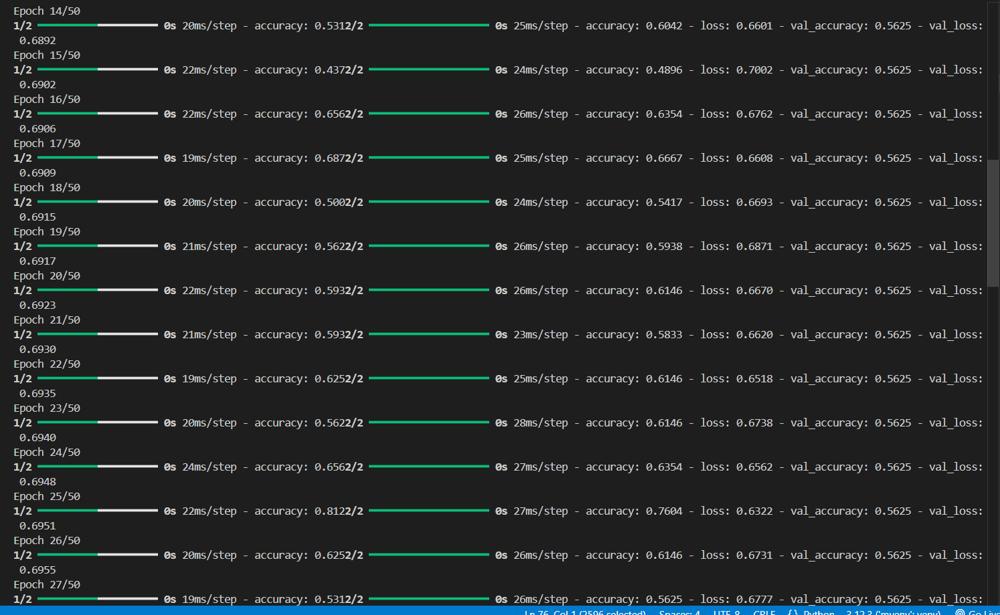 Epoch 14/50
1/2 0s 20ms/step - accuracy: 0.5312/2 0s 25ms/step - accuracy: 0.6042 - loss: 0.6601 - val_accuracy: 0.5625 - val_loss:
0.6892
Epoch 15/50
1/2 0s 22ms/step - accuracy: 0.4372/2 0s 24ms/step - accuracy: 0.4896 - loss: 0.7002 - val_accuracy: 0.5625 - val_loss:
0.6902
Epoch 16/50
1/2 0s 22ms/step - accuracy: 0.6562/2 0s 26ms/step - accuracy: 0.6354 - loss: 0.6762 - val_accuracy: 0.5625 - val_loss:
0.6906
Epoch 17/50
1/2 0s 19ms/step - accuracy: 0.6872/2 0s 25ms/step - accuracy: 0.6667 - loss: 0.6608 - val_accuracy: 0.5625 - val_loss:
0.6909
Epoch 18/50
1/2 0s 20ms/step - accuracy: 0.5002/2 0s 24ms/step - accuracy: 0.5417 - loss: 0.6693 - val_accuracy: 0.5625 - val_loss:
0.6915
Epoch 19/50
1/2 0s 21ms/step - accuracy: 0.5622/2 0s 26ms/step - accuracy: 0.5938 - loss: 0.6871 - val_accuracy: 0.5625 - val_loss:
0.6917
Epoch 20/50
1/2 0s 22ms/step - accuracy: 0.5932/2 0s 26ms/step - accuracy: 0.6146 - loss: 0.6670 - val_accuracy: 0.5625 - val_loss:
0.6923
Epoch 21/50
1/2 0s 21ms/step - accuracy: 0.5932/2 0s 23ms/step - accuracy: 0.5833 - loss: 0.6620 - val_accuracy: 0.5625 - val_loss:
0.6930
Epoch 22/50
1/2 0s 19ms/step - accuracy: 0.6252/2 0s 25ms/step - accuracy: 0.6146 - loss: 0.6518 - val_accuracy: 0.5625 - val_loss:
0.6935
Epoch 23/50
1/2 0s 20ms/step - accuracy: 0.5622/2 0s 28ms/step - accuracy: 0.6146 - loss: 0.6738 - val_accuracy: 0.5625 - val_loss:
0.6940
Epoch 24/50
1/2 0s 24ms/step - accuracy: 0.6562/2 0s 27ms/step - accuracy: 0.6354 - loss: 0.6562 - val_accuracy: 0.5625 - val_loss:
0.6948
Epoch 25/50
1/2 0s 22ms/step - accuracy: 0.8122/2 0s 27ms/step - accuracy: 0.7604 - loss: 0.6322 - val_accuracy: 0.5625 - val_loss:
0.6951
Epoch 26/50
1/2 0s 20ms/step - accuracy: 0.6252/2 0s 26ms/step - accuracy: 0.6146 - loss: 0.6731 - val_accuracy: 0.5625 - val_loss:
0.6955
Epoch 27/50
1/2 0s 19ms/step - accuracy: 0.5312/2 0s 26ms/step - accuracy: 0.5625 - loss: 0.6777 - val_accuracy: 0.5625 - val_loss:
Ln 76, Col 1 (2596 selected) Spaces: 4 UTF-8 CRLF {} Python 3.12.3 ('myenv': venv) Go Live